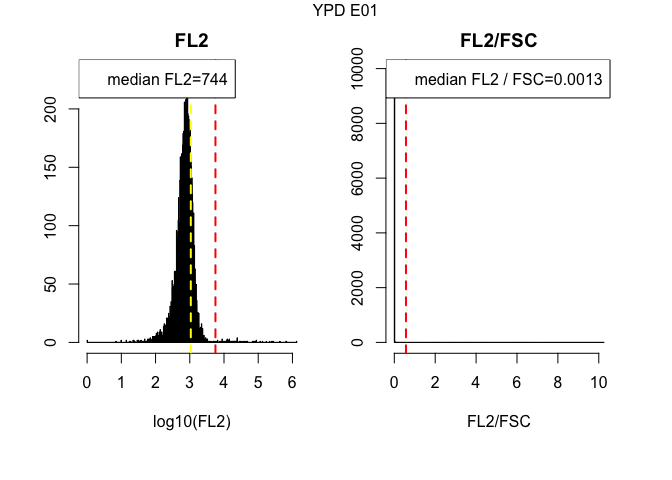 YPD E01
FL2
median FL2=744
0 50 100 150 200
0 1 2 3 4 5 6
log10(FL2)
FL2/FSC
median FL2 / FSC=0.0013
0 2000 4000 6000 8000 10000
0 2 4 6 8 10
FL2/FSC